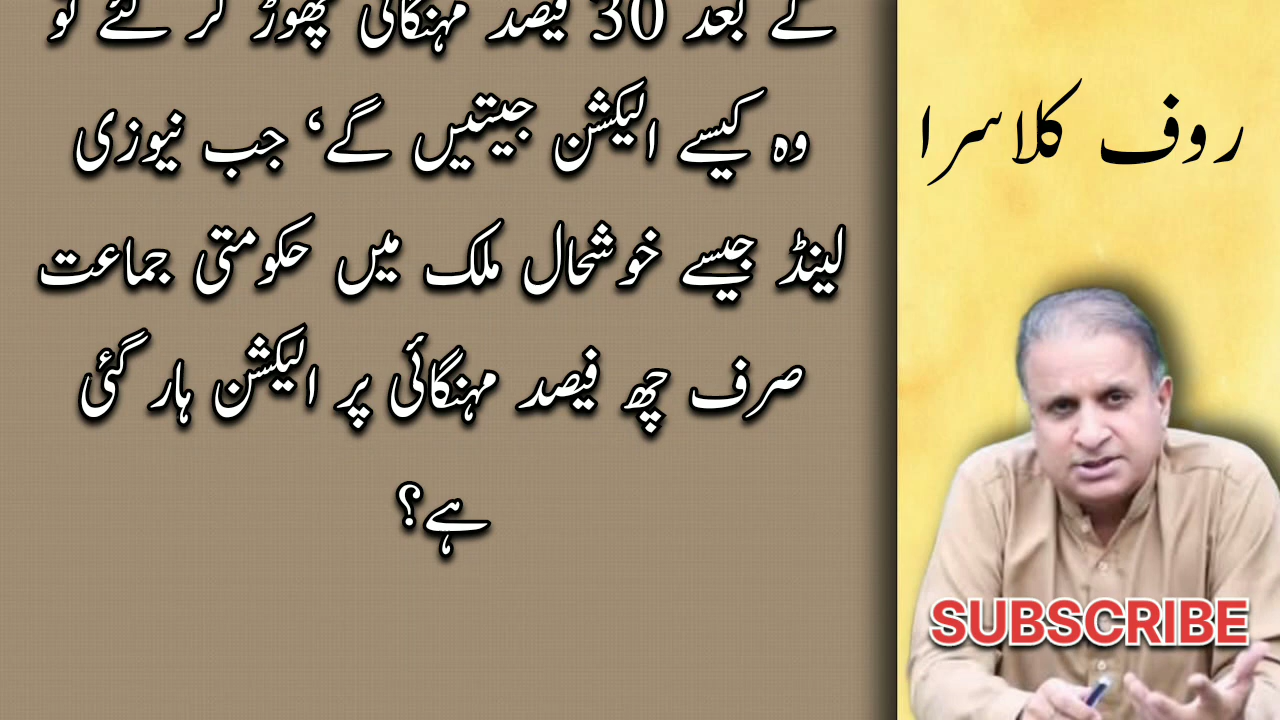 کے بعد 30 فیصد مہنگائی چھوڑ کر گئے تو
وہ کیسے الیکشن جیتیں گے‘ جب نیوزی
لینڈ جیسے خوشحال ملک میں حکومتی جماعت
صرف چھ فیصد مہنگائی پر الیکشن ہار گئی
ہے؟
روف کلاسرا
SUBSCRIBE